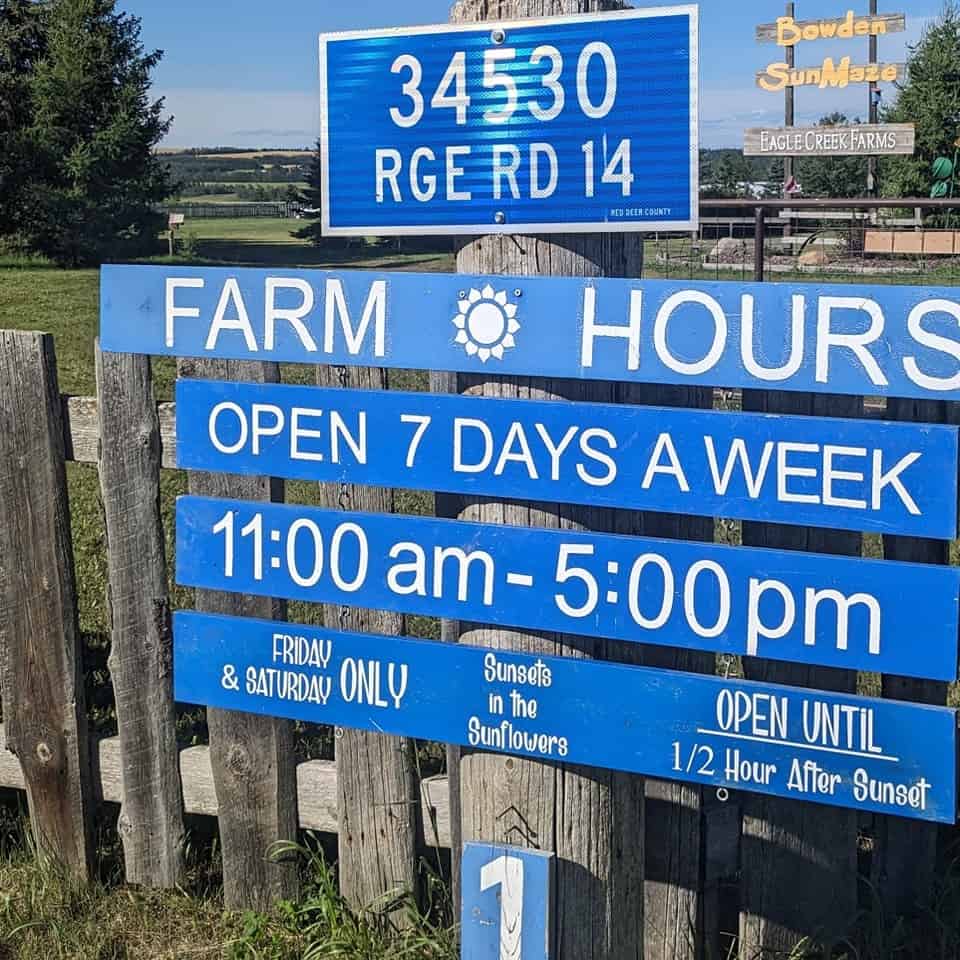 34530
RGE RD 14
RED DEER COUNTY
Bowden
SunMaze
EAGLE CREEK FARMS
FARM HOURS
OPEN 7 DAYS A WEEK
11:00 am - 5:00 pm
FRIDAY
& SATURDAY ONLY
Sunsets
in the
Sunflowers
OPEN UNTIL
1/2 Hour After Sunset
1